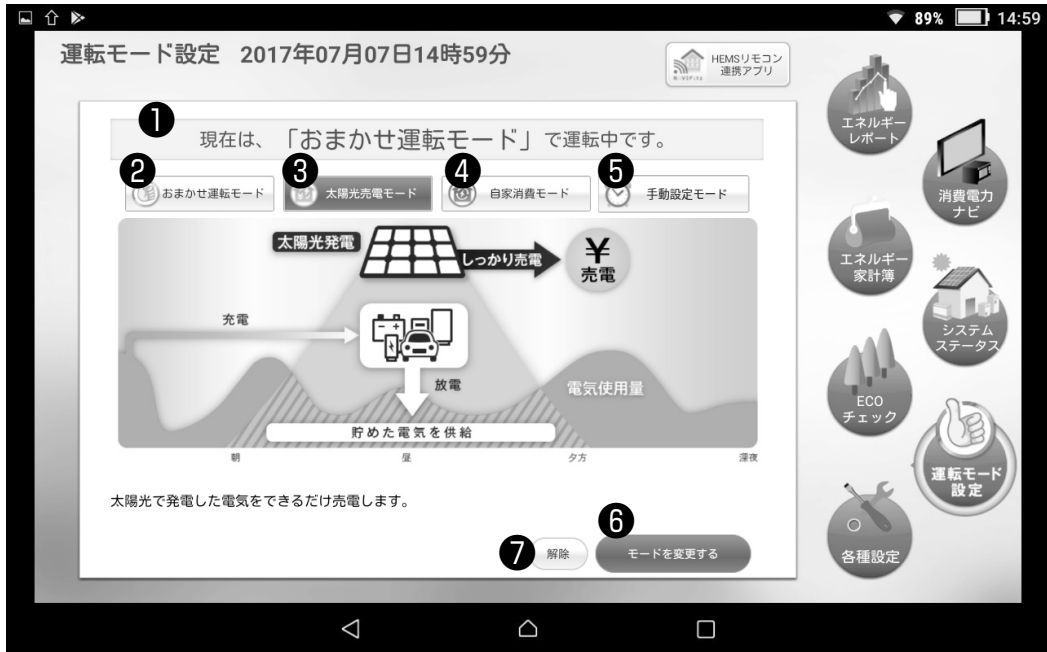 89% 14:59
運転モード設定 2017年07月07日14時59分
HEMSリモコン
連携アプリ
❶
現在は、「おまかせ運転モード」で運転中です。
❷ おまかせ運転モード
❸ 太陽光売電モード
❹ 自家消費モード
❺ 手動設定モード
太陽光発電
しっかり売電
¥
売電
充電
放電
電気使用量
貯めた電気を供給
朝 昼 夕方 深夜
太陽光で発電した電気をできるだけ売電します。
❼ 解除
❻ モードを変更する
エネルギー
レポート
消費電力
ナビ
エネルギー
家計簿
システム
ステータス
ECO
チェック
運転モード
設定
各種設定